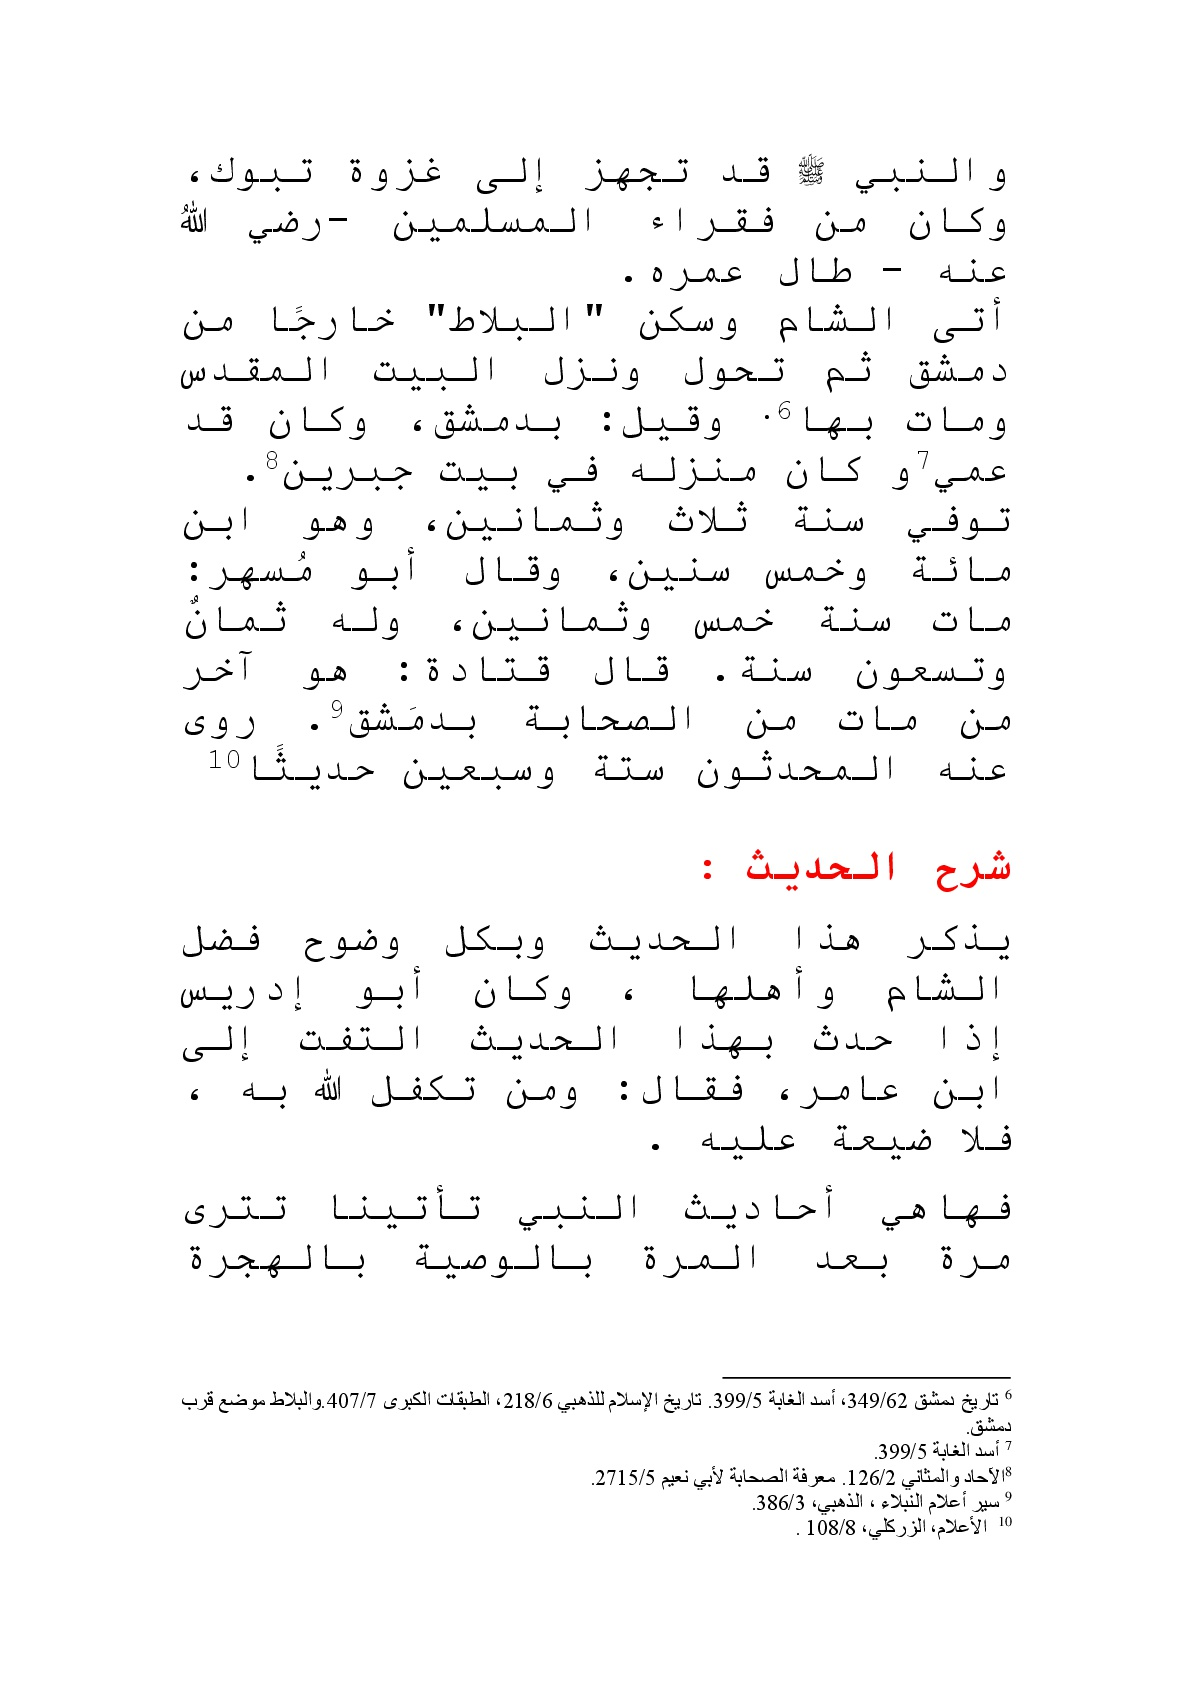 والنبي ﷺ قد تجهز إلى غزوة تبوك،
وكان من فقراء المسلمين -رضي اللهُ
عنه - طال عمره.
أتى الشام وسكن "البلاط" خارجًا من
دمشق ثم تحول ونزل البيت المقدس
ومات بها6. وقيل: بدمشق، وكان قد
عمي7و كان منزله في بيت جبرين8.
توفي سنة ثلاث وثمانين، وهو ابن
مائة وخمس سنين، وقال أبو مُسهر:
مات سنة خمس وثمانين، وله ثمانٌ
وتسعون سنة. قال قتادة: هو آخر
من مات من الصحابة بدمَشق9. روى
عنه المحدثون ستة وسبعين حديثًا10
شرح الحديث :
يذكر هذا الحديث وبكل وضوح فضل
الشام وأهلها ، وكان أبو إدريس
إذا حدث بهذا الحديث التفت إلى
ابن عامر، فقال: ومن تكفل الله به ،
فلا ضيعة عليه .
فهاهي أحاديث النبي تأتينا تترى
مرة بعد المرة بالوصية بالهجرة
6 تاريخ دمشق 349/62، أسد الغابة 399/5. تاريخ الإسلام للذهبي 218/6، الطبقات الكبرى 407/7.والبلاط موضع قرب
دمشق.
7 أسد الغابة 399/5.
8الآحاد والمثاني 126/2. معرفة الصحابة لأبي نعيم 2715/5.
9 سير أعلام النبلاء ، الذهبي، 386/3.
10 الأعلام، الزركلي، 108/8 .